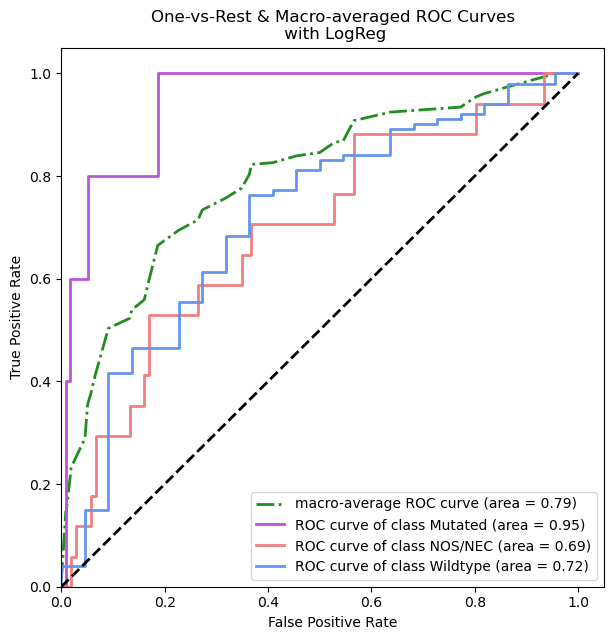 One-vs-Rest & Macro-averaged ROC Curves
with LogReg
True Positive Rate
1.0
0.8
0.6
0.4
0.2
0.0
macro-average ROC curve (area = 0.79)
ROC curve of class Mutated (area = 0.95)
ROC curve of class NOS/NEC (area = 0.69)
ROC curve of class Wildtype (area = 0.72)
0.0 0.2 0.4 0.6 0.8 1.0
False Positive Rate